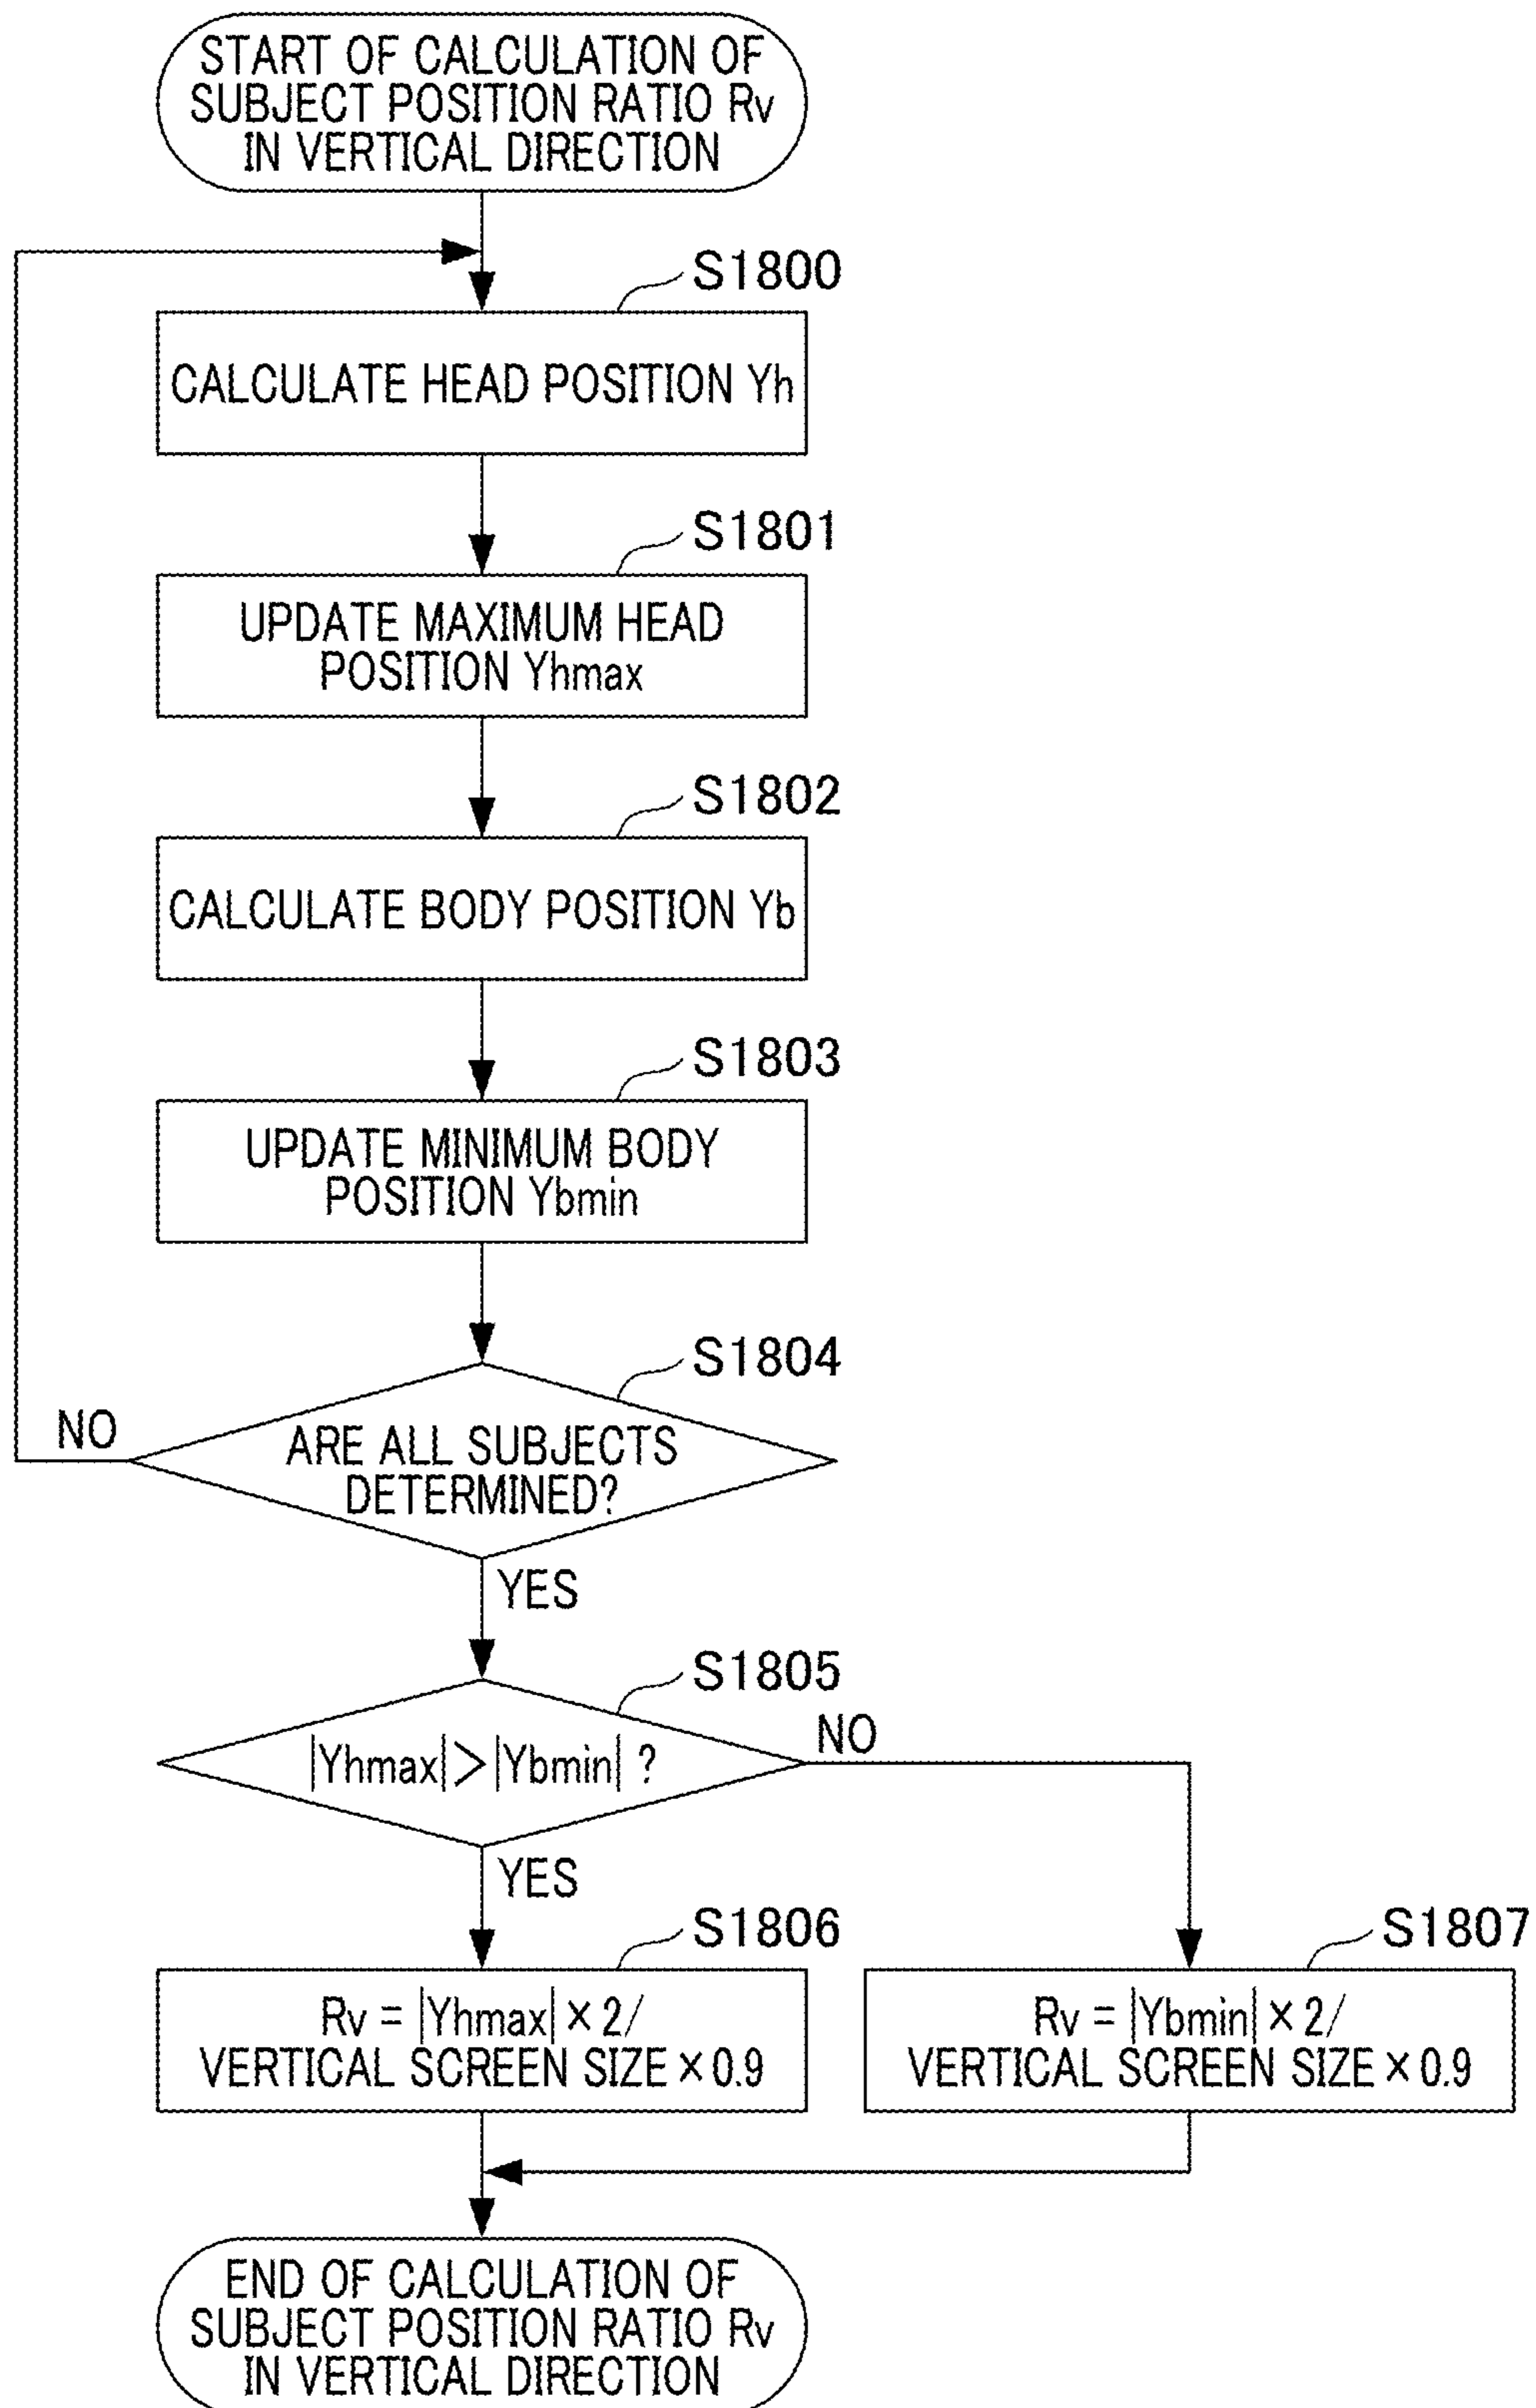 START OF CALCULATION OF
SUBJECT POSITION RATIO Rv
IN VERTICAL DIRECTION
S1800
CALCULATE HEAD POSITION Yh
S1801
UPDATE MAXIMUM HEAD
POSITION Yhmax
S1802
CALCULATE BODY POSITION Yb
S1803
UPDATE MINIMUM BODY
POSITION Ybmin
S1804
NO
ARE ALL SUBJECTS
DETERMINED?
YES
S1805
|Yhmax|>|Ybmin| ?
NO
YES
S1806
Rv = |Yhmax| × 2/
VERTICAL SCREEN SIZE × 0.9
S1807
Rv = |Ybmin| × 2/
VERTICAL SCREEN SIZE × 0.9
END OF CALCULATION OF
SUBJECT POSITION RATIO Rv
IN VERTICAL DIRECTION